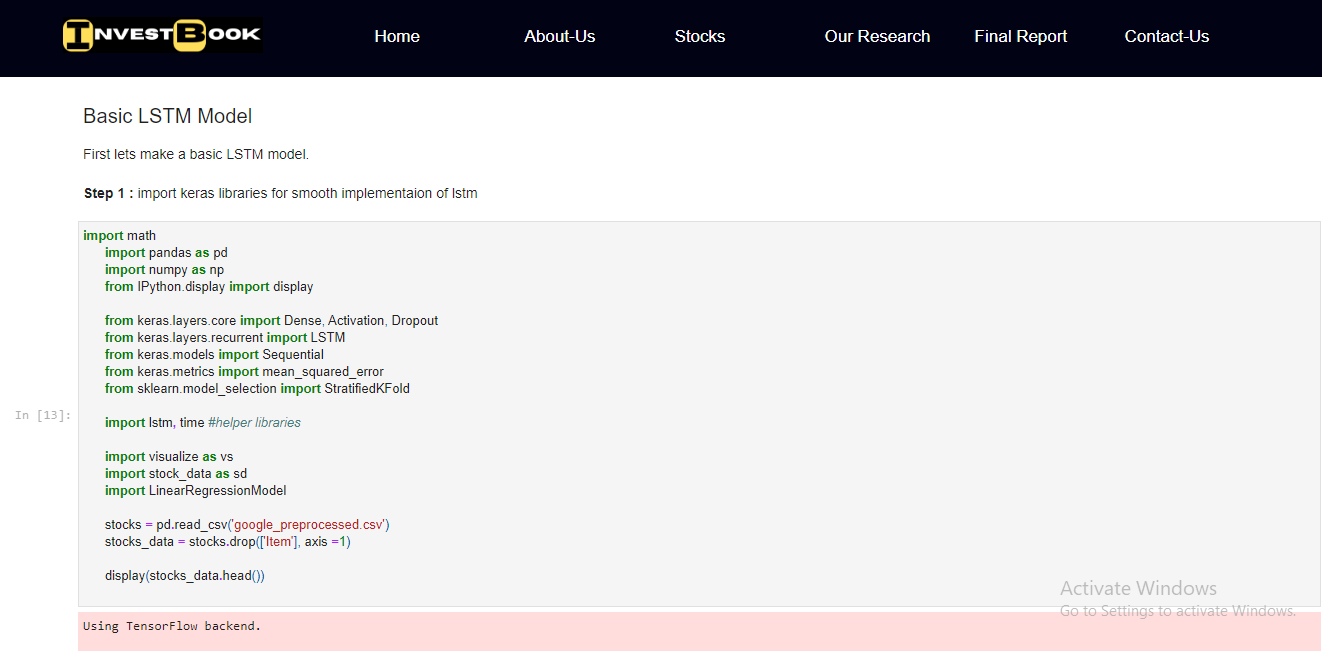 INVESTBOOK
Home About-Us Stocks Our Research Final Report Contact-Us
Basic LSTM Model
First lets make a basic LSTM model.
Step 1 : import keras libraries for smooth implementaion of lstm
import math
import pandas as pd
import numpy as np
from IPython.display import display
from keras.layers.core import Dense, Activation, Dropout
from keras.layers.recurrent import LSTM
from keras.models import Sequential
from keras.metrics import mean_squared_error
from sklearn.model_selection import StratifiedKFold
In [13]:
import lstm, time #helper libraries
import visualize as vs
import stock_data as sd
import LinearRegressionModel
stocks = pd.read_csv('google_preprocessed.csv')
stocks_data = stocks.drop(['Item'], axis =1)
display(stocks_data.head())
Activate Windows
Go to Settings to activate Windows.
Using TensorFlow backend.